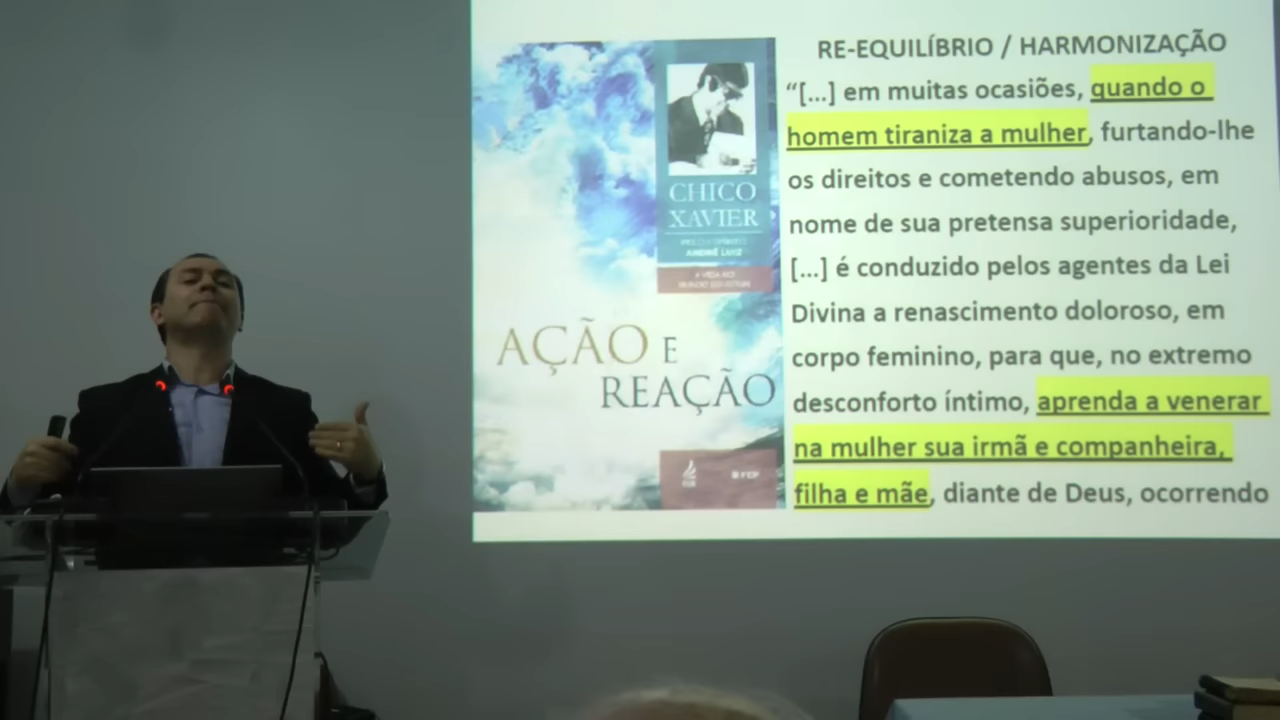 RE-EQUILÍBRIO / HARMONIZAÇÃO
“[...] em muitas ocasiões, quando o
homem tiraniza a mulher, furtando-lhe
os direitos e cometendo abusos, em
nome de sua pretensa superioridade,
[...] é conduzido pelos agentes da Lei
Divina a renascimento doloroso, em
corpo feminino, para que, no extremo
desconforto íntimo, aprenda a venerar
na mulher sua irmã e companheira,
filha e mãe, diante de Deus, ocorrendo
CHICO
XAVIER
ANDRÉ LUIZ
A VIDA NO
AÇÃO E
REAÇÃO